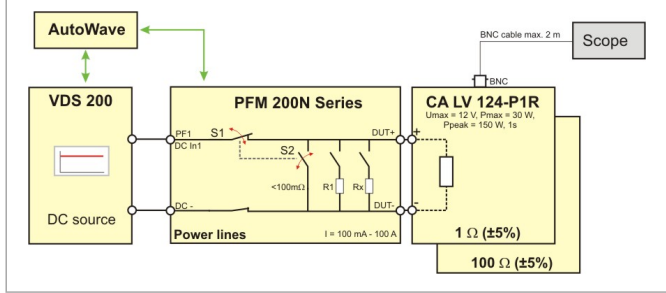 AutoWave
BNC cable max. 2 m
Scope
BNC
VDS 200
PFM 200N Series
CA LV 124-P1R
Umax = 12 V, Pmax = 30 W,
Ppeak = 150 W, 1s
PF1
S1
DUT+
+
DC In1
S2
<100mΩ
R1
Rx
DC source
DC -
DUT-
-
Power lines
I = 100 mA - 100 A
1 Ω (±5%)
100 Ω (±5%)